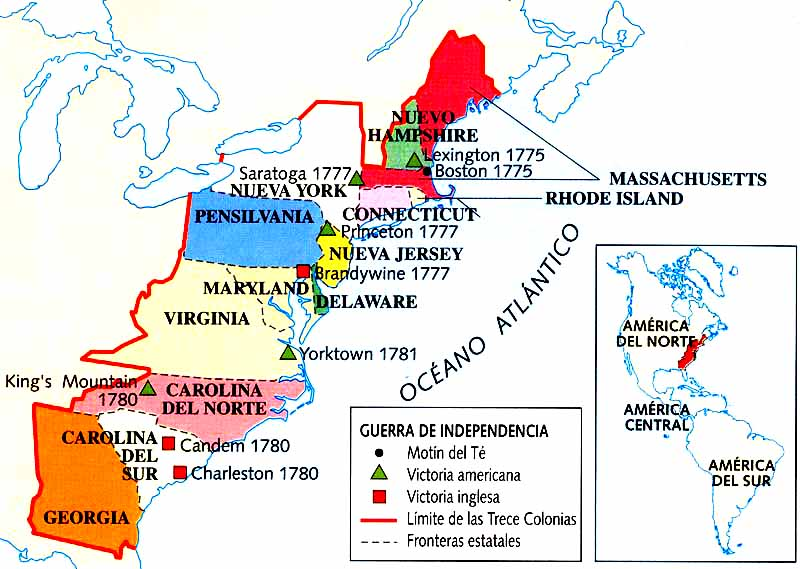 NUEVO
HAMPSHIRE
Lexington 1775
Boston 1775
Saratoga 1777
MASSACHUSETTS
NUEVA YORK
RHODE ISLAND
PENSILVANIA
CONNECTICUT
Princeton 1777
NUEVA JERSEY
Brandywine 1777
MARYLAND
DELAWARE
VIRGINIA
OCÉANO ATLÁNTICO
Yorktown 1781
King's Mountain
1780
CAROLINA
DEL NORTE
CAROLINA
DEL
SUR
Candem 1780
Charleston 1780
GEORGIA
GUERRA DE INDEPENDENCIA
Motín del Té
Victoria americana
Victoria inglesa
Límite de las Trece Colonias
Fronteras estatales
AMÉRICA
DEL NORTE
AMÉRICA
CENTRAL
AMÉRICA
DEL SUR